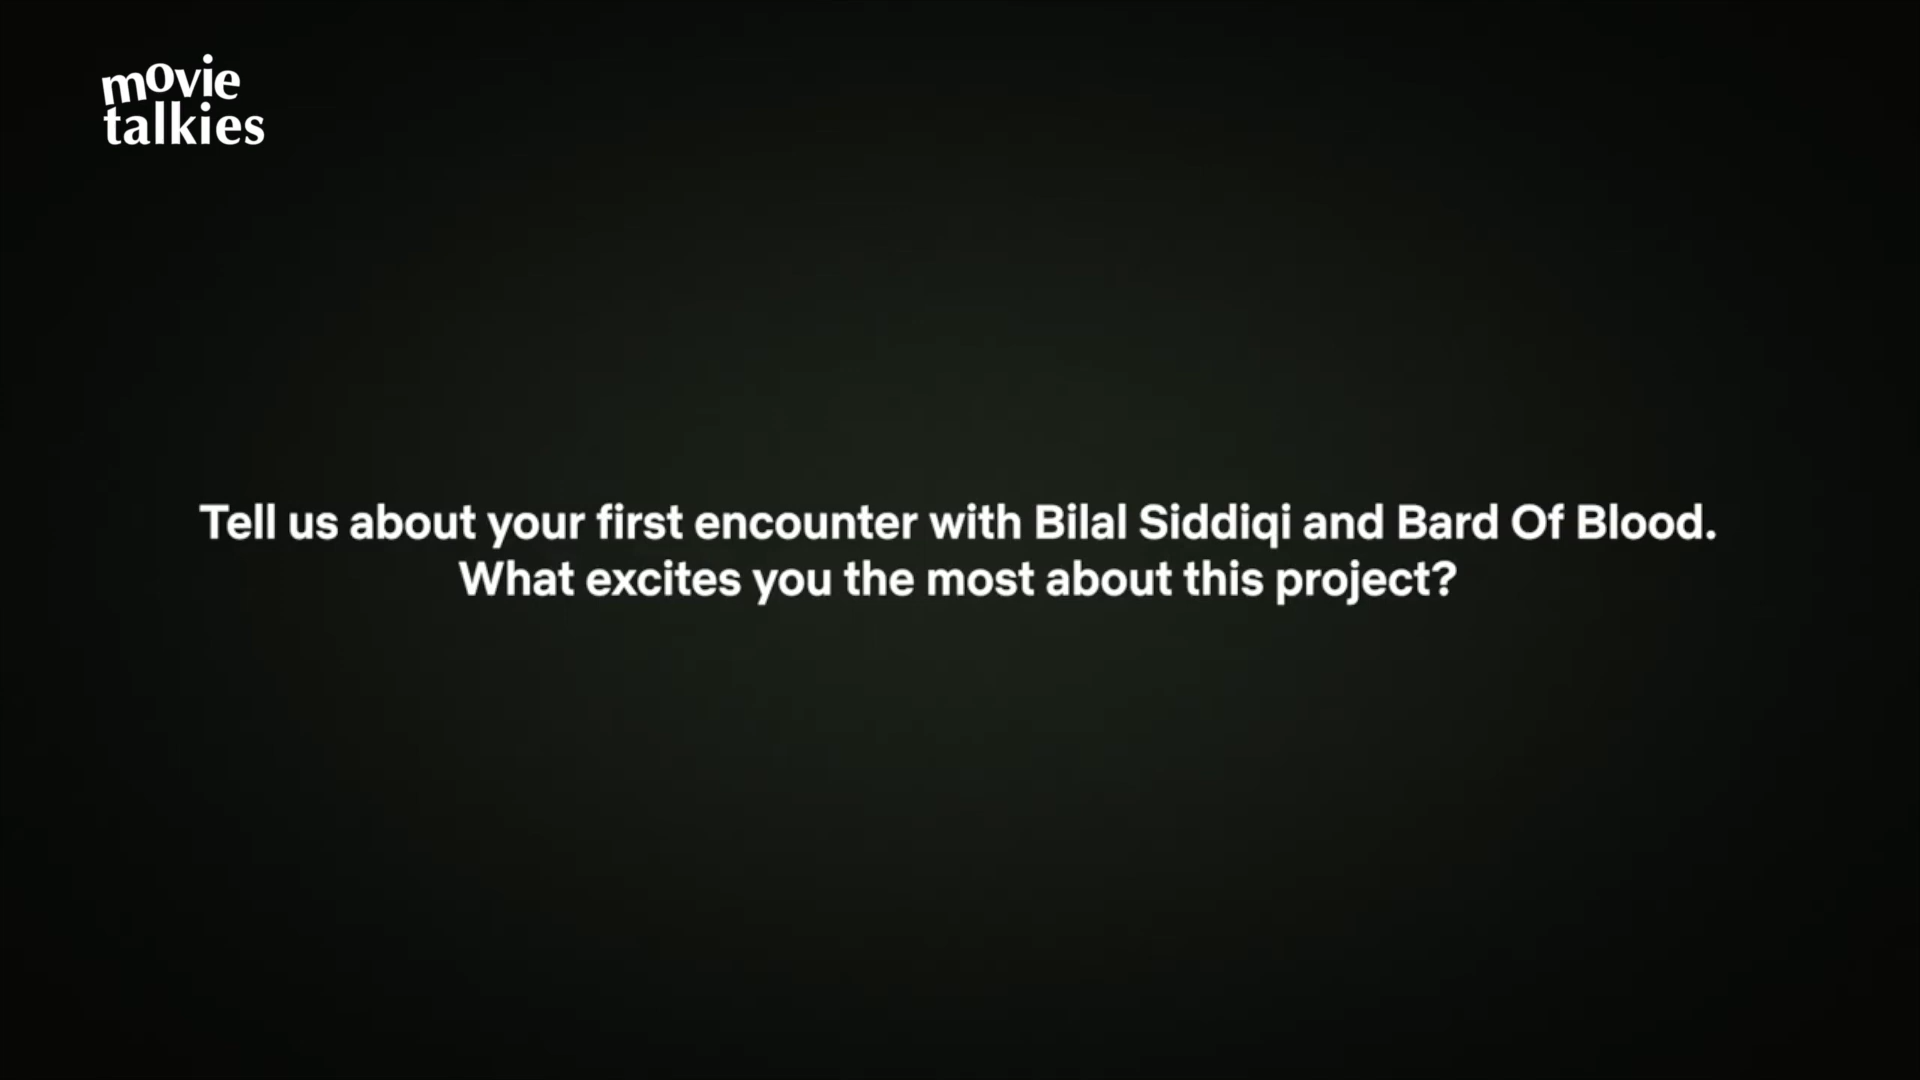 movie
talkies
Tell us about your first encounter with Bilal Siddiqi and Bard Of Blood.
What excites you the most about this project?